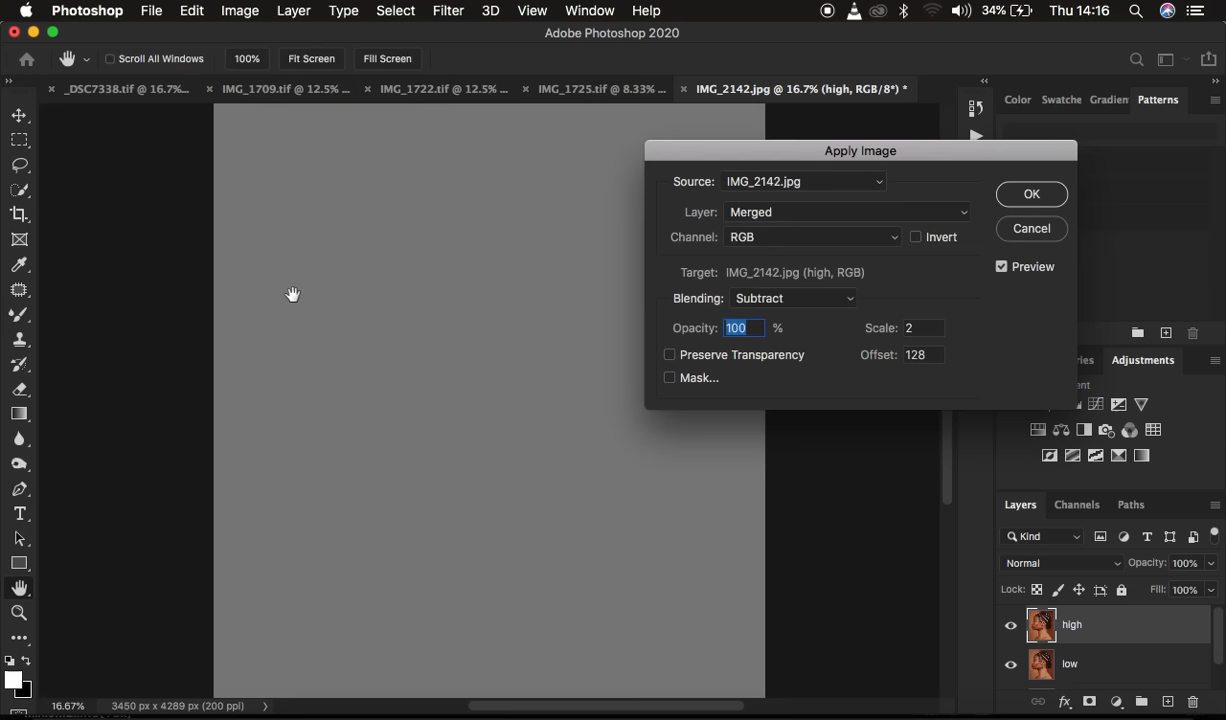 Photoshop File Edit Image Layer Type Select Filter 3D View Window Help 34% Thu 14:16
Adobe Photoshop 2020
Scroll All Windows 100% Fit Screen Fill Screen
_DSC7338.tif @ 16.7%... IMG_1709.tif @ 12.5% ... IMG_1722.tif @ 12.5% ... IMG_1725.tif @ 8.33% ... IMG_2142.jpg @ 16.7% (high, RGB/8*) *
Color Swatche Gradien Patterns
Apply Image
Source: IMG_2142.jpg
OK
Layer: Merged
Cancel
Channel: RGB Invert
Preview
Target: IMG_2142.jpg (high, RGB)
Blending: Subtract
Opacity: 100 % Scale: 2
Preserve Transparency Offset: 128
Mask...
ries Adjustments
ent
Layers Channels Paths
Kind
Normal Opacity: 100%
Lock: Fill: 100%
high
low
16.67% 3450 px x 4289 px (200 ppi)